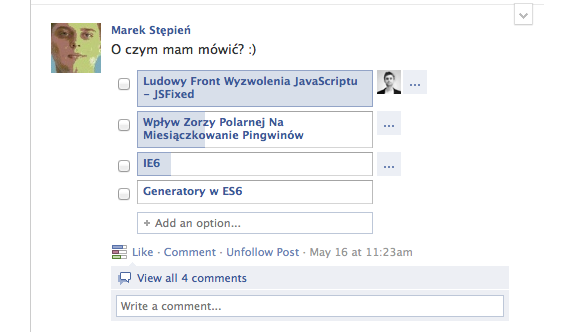 Marek Stępień
O czym mam mówić? :)
Ludowy Front Wyzwolenia JavaScriptu
– JSFixed
...
Wpływ Zorzy Polarnej Na
Miesiączkowanie Pingwinów
...
IE6
...
Generatory w ES6
+ Add an option...
Like · Comment · Unfollow Post · May 16 at 11:23am
View all 4 comments
Write a comment...